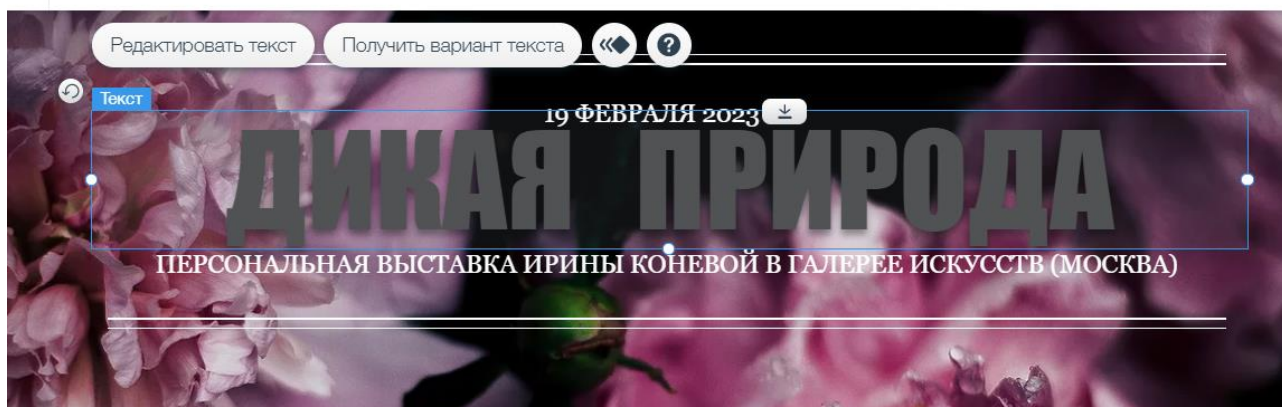 Редактировать текст Получить вариант текста
Текст
19 ФЕВРАЛЯ 2023
ДИКАЯ ПРИРОДА
ПЕРСОНАЛЬНАЯ ВЫСТАВКА ИРИНЫ КОНЕВОЙ В ГАЛЕРЕЕ ИСКУССТВ (МОСКВА)